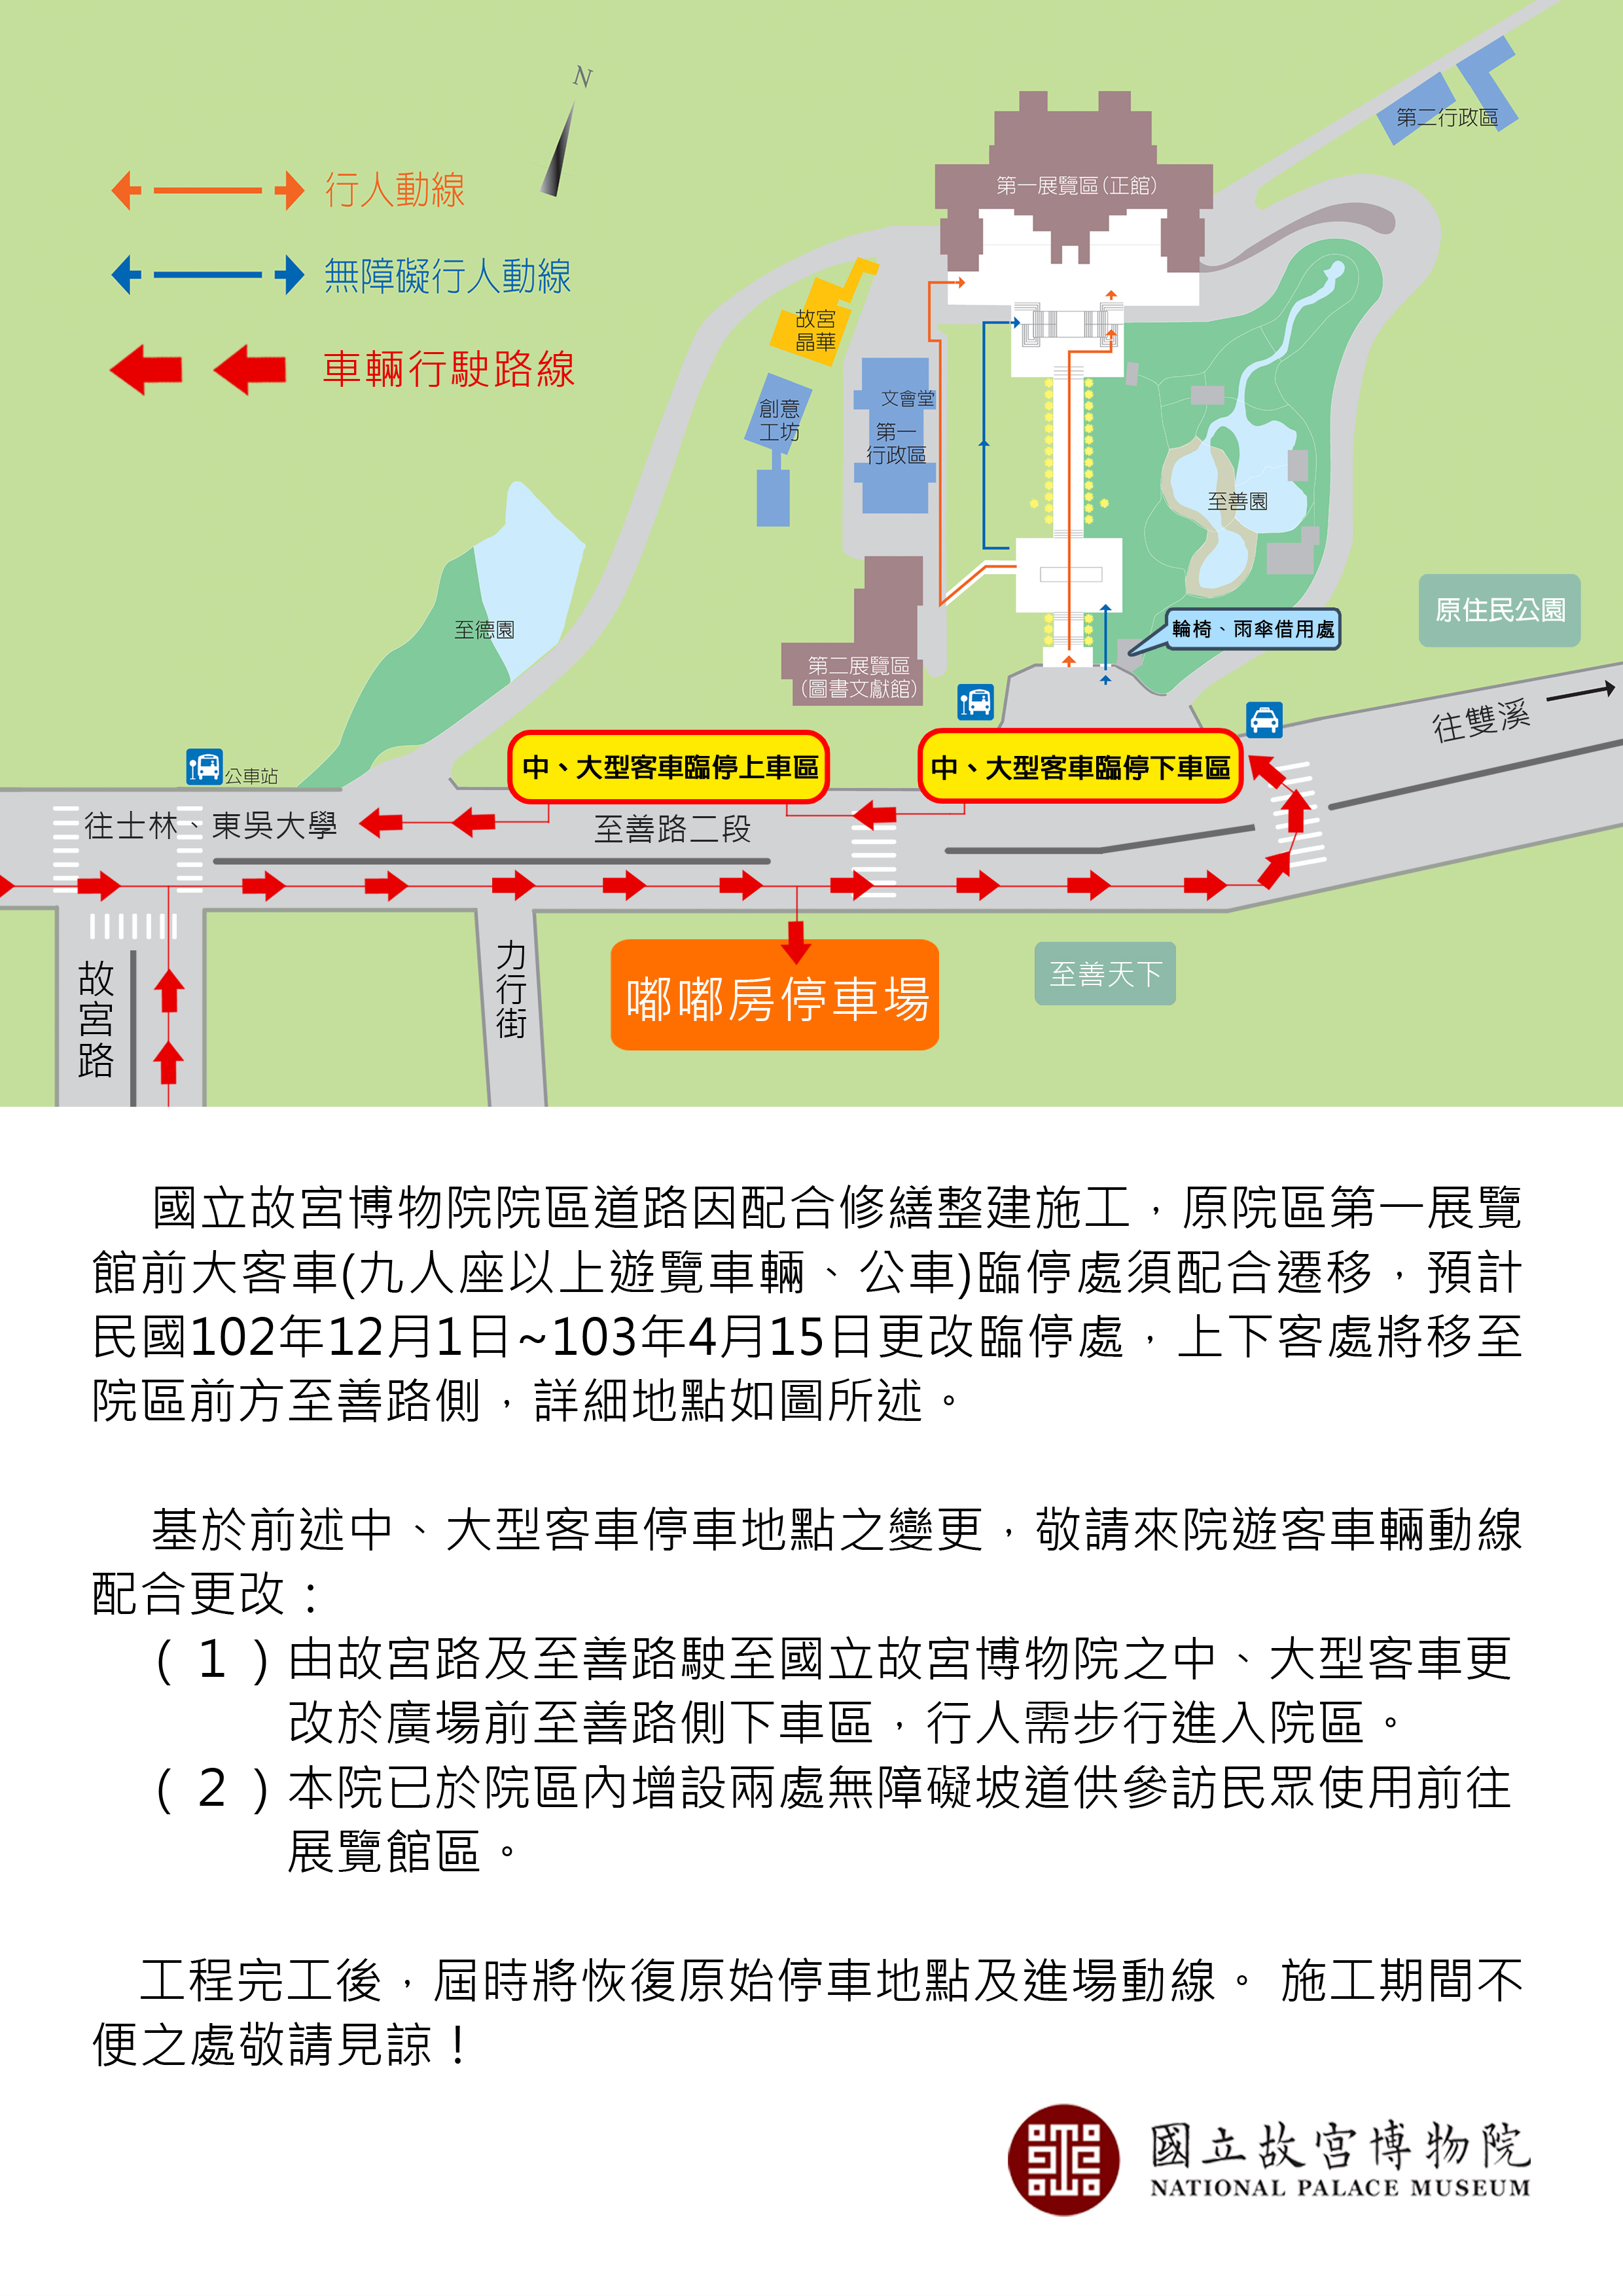 N
第二行政區
行人動線
第一展覽區(正館)
無障礙行人動線
故宮
晶華
車輛行駛路線
文會堂
創意
工坊
第一
行政區
至善園
原住民公園
至德園
輪椅、雨傘借用處
第二展覽區
(圖書文獻館)
往雙溪
公車站
中、大型客車臨停上車區
中、大型客車臨停下車區
往士林、東吳大學
至善路二段
故宮路
力行街
嘟嘟房停車場
至善天下
國立故宮博物院院區道路因配合修繕整建施工，原院區第一展覽
館前大客車(九人座以上遊覽車輛、公車)臨停處須配合遷移，預計
民國102年12月1日~103年4月15日更改臨停處，上下客處將移至
院區前方至善路側，詳細地點如圖所述。
基於前述中、大型客車停車地點之變更，敬請來院遊客車輛動線
配合更改：
(1)由故宮路及至善路駛至國立故宮博物院之中、大型客車更
改於廣場前至善路側下車區，行人需步行進入院區。
(2)本院已於院區內增設兩處無障礙坡道供參訪民眾使用前往
展覽館區。
工程完工後，屆時將恢復原始停車地點及進場動線。 施工期間不
便之處敬請見諒！
國立故宮博物院
NATIONAL PALACE MUSEUM